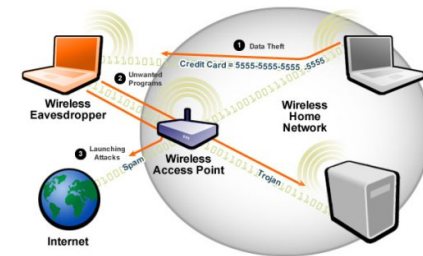 1 Data Theft
Credit Card = 5555-5555-5555 .5555
2 Unwanted
Programs
Wireless
Eavesdropper
Wireless
Home
Network
3 Launching
Attacks
Spam
Wireless
Access Point
Trojan
Internet